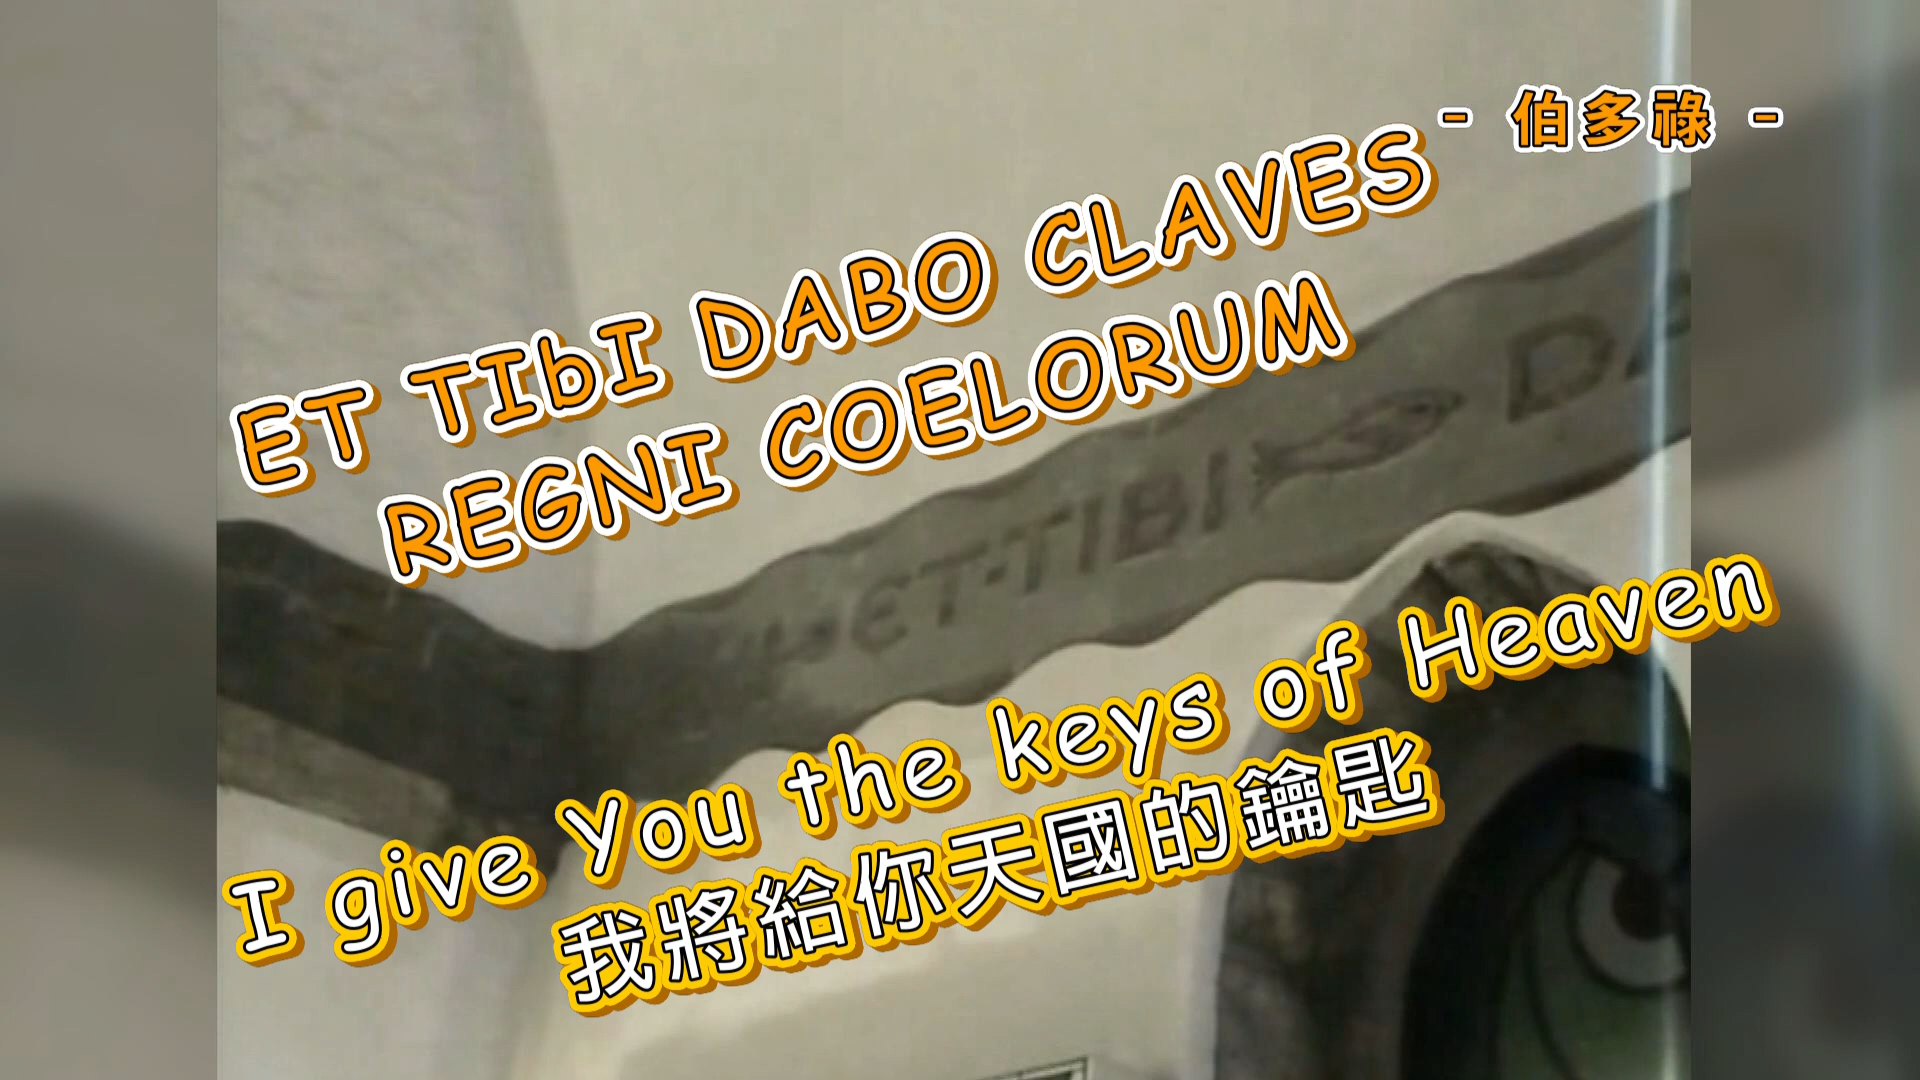 - 伯多祿 -
ET TIbI DABO CLAVES
REGNI COELORUM
ET·TIBI DA
I give You the keys of Heaven
我將給你天國的鑰匙